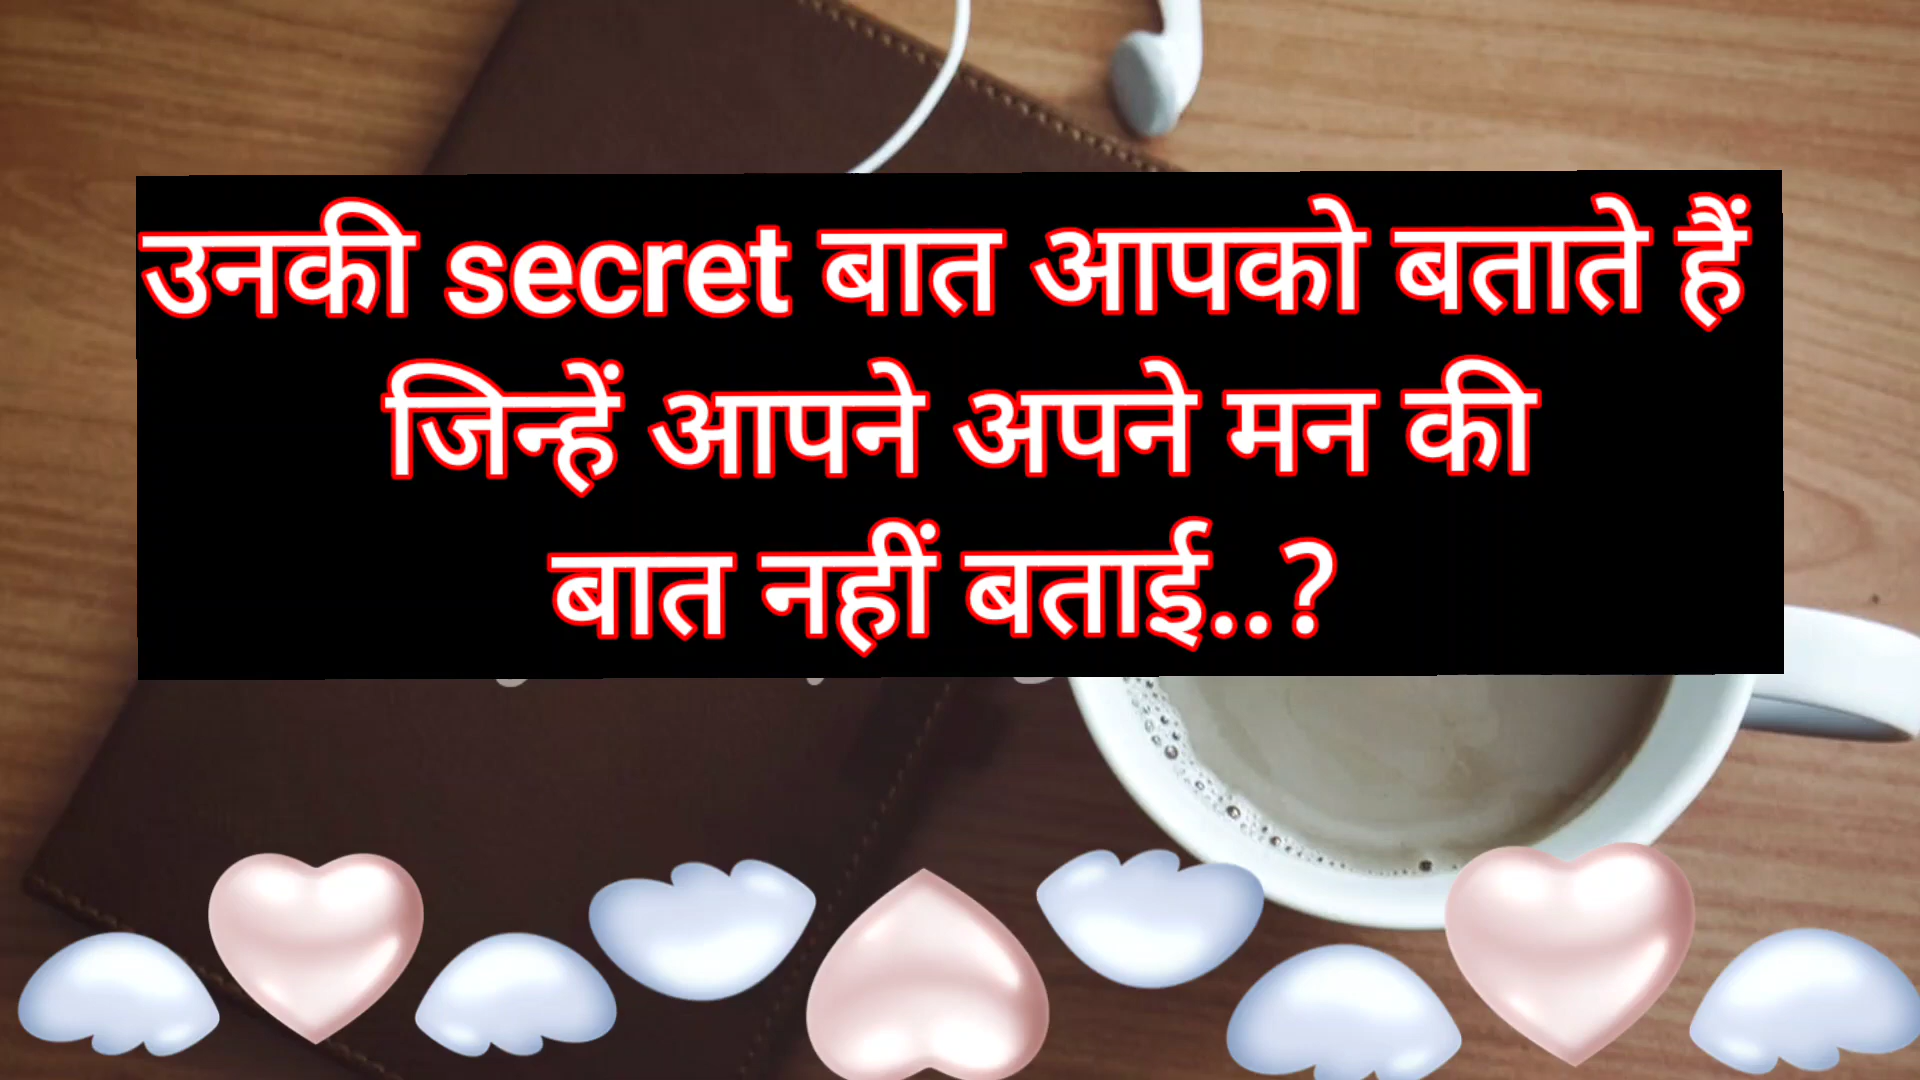 उनकी secret बात आपको बताते हैं
जिन्हें आपने अपने मन की
बात नहीं बताई..?